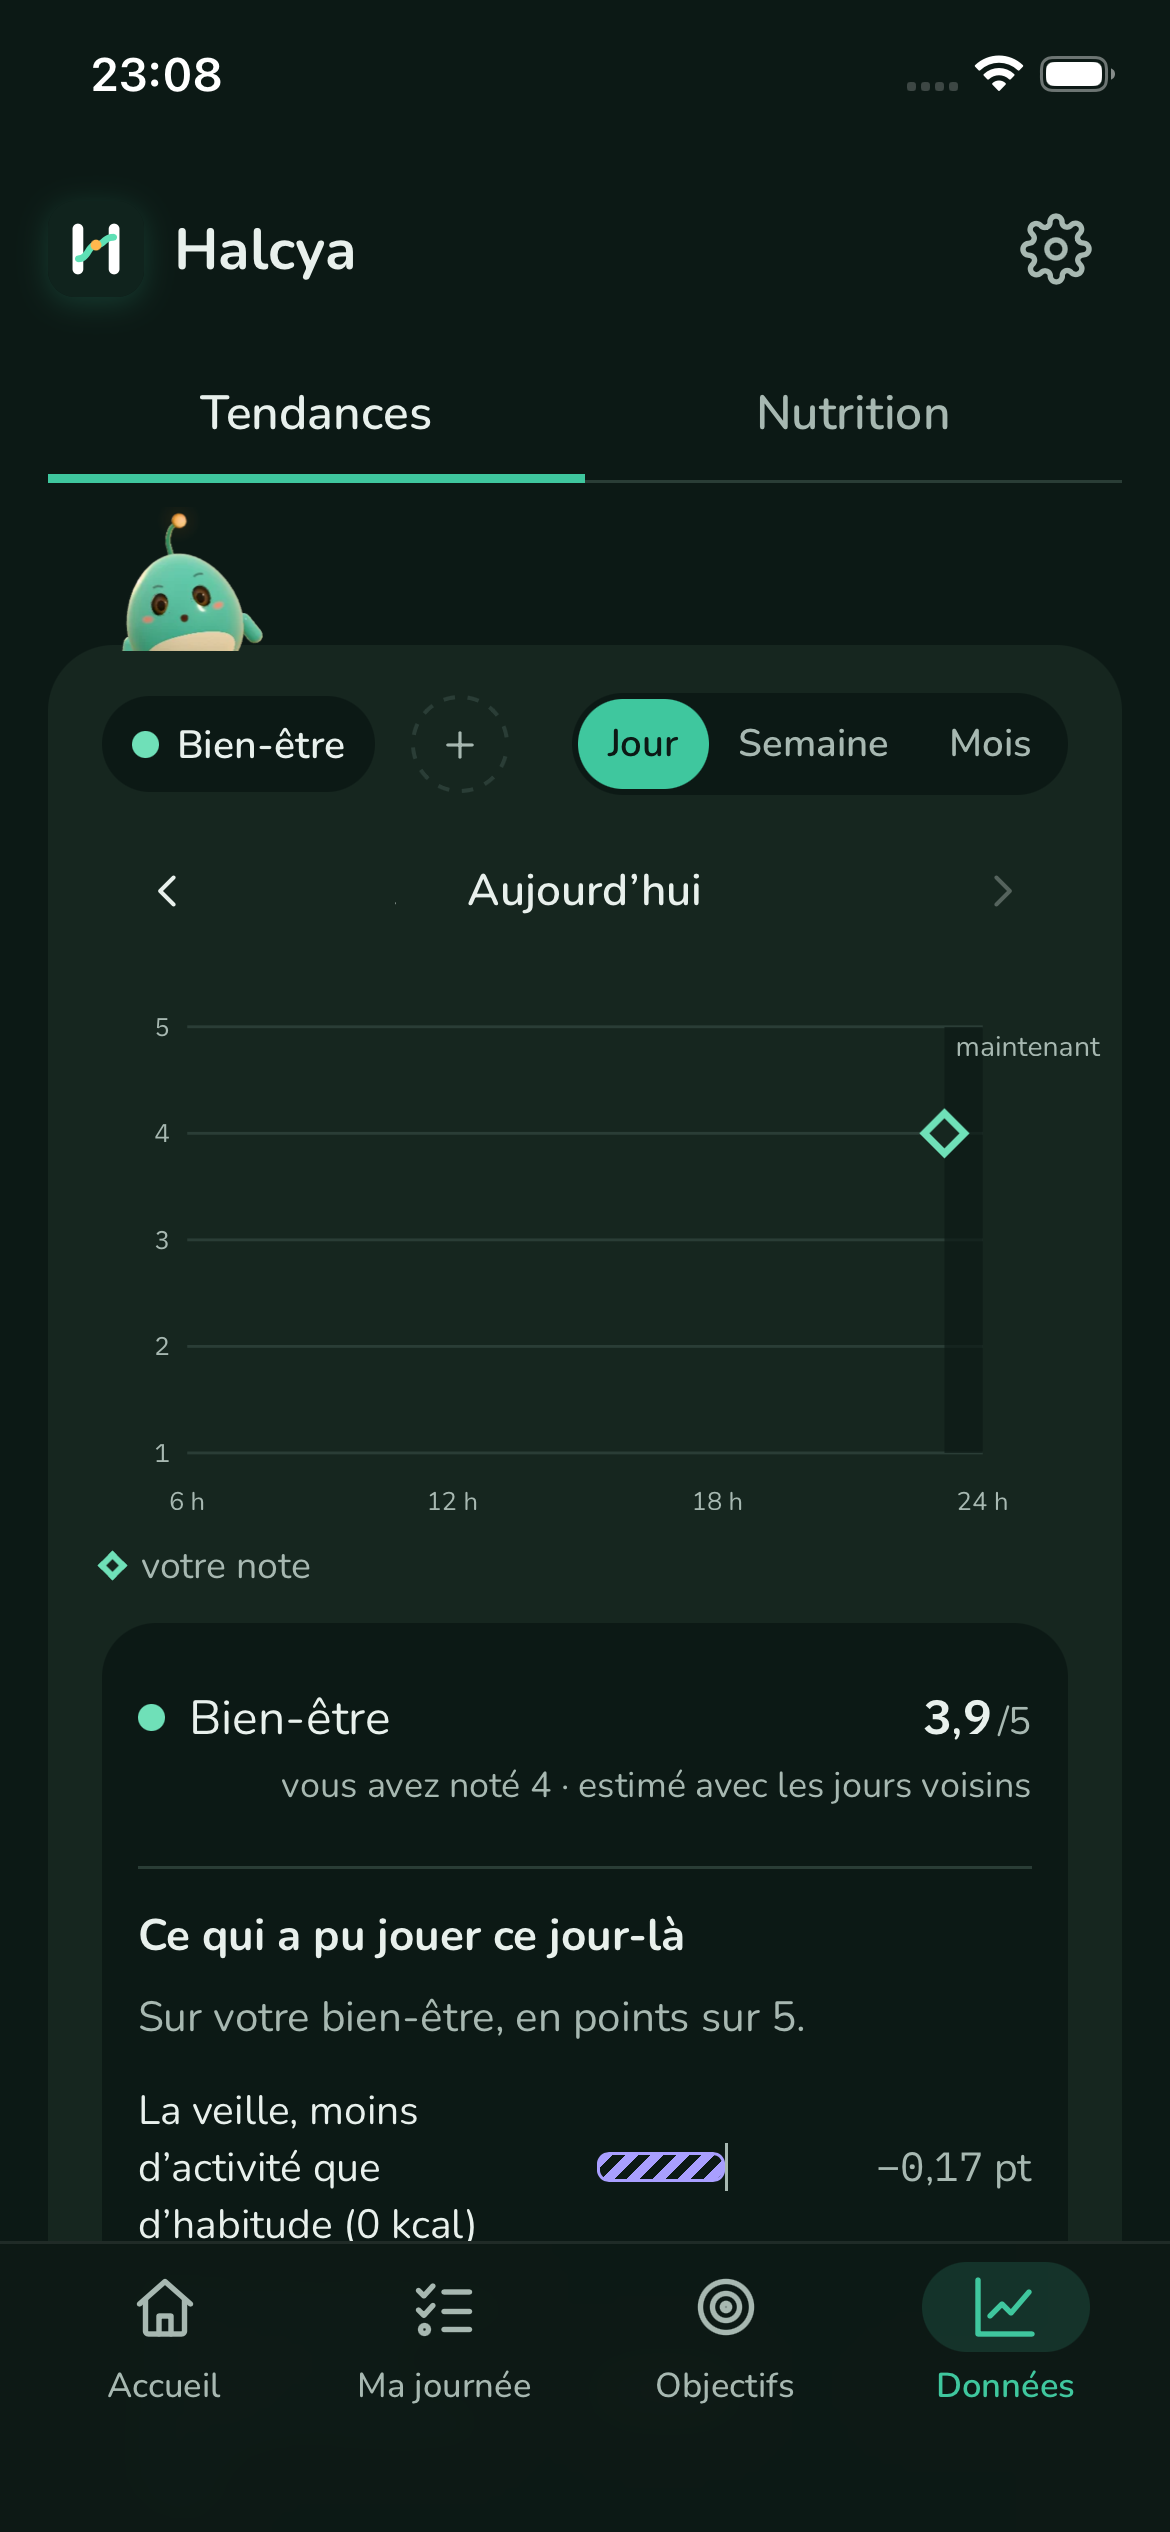 23:08
Halcya
Tendances
Nutrition
Bien-être
+
Jour
Semaine
Mois
Aujourd’hui
5
maintenant
4
3
2
1
6 h
12 h
18 h
24 h
votre note
Bien-être
3,9 /5
vous avez noté 4 · estimé avec les jours voisins
Ce qui a pu jouer ce jour-là
Sur votre bien-être, en points sur 5.
La veille, moins
d’activité que
d’habitude (0 kcal)
−0,17 pt
Accueil
Ma journée
Objectifs
Données